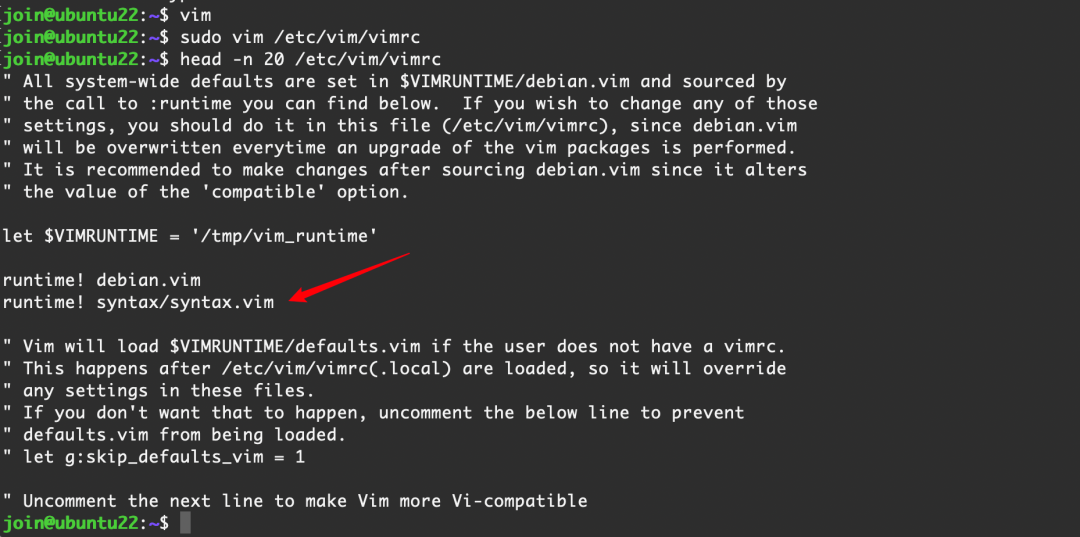 join@ubuntu22:~$ vim
join@ubuntu22:~$ sudo vim /etc/vim/vimrc
join@ubuntu22:~$ head -n 20 /etc/vim/vimrc
" All system-wide defaults are set in $VIMRUNTIME/debian.vim and sourced by
" the call to :runtime you can find below.  If you wish to change any of those
" settings, you should do it in this file (/etc/vim/vimrc), since debian.vim
" will be overwritten everytime an upgrade of the vim packages is performed.
" It is recommended to make changes after sourcing debian.vim since it alters
" the value of the 'compatible' option.

let $VIMRUNTIME = '/tmp/vim_runtime'

runtime! debian.vim
runtime! syntax/syntax.vim

" Vim will load $VIMRUNTIME/defaults.vim if the user does not have a vimrc.
" This happens after /etc/vim/vimrc(.local) are loaded, so it will override
" any settings in these files.
" If you don't want that to happen, uncomment the below line to prevent
" defaults.vim from being loaded.
" let g:skip_defaults_vim = 1

" Uncomment the next line to make Vim more Vi-compatible
join@ubuntu22:~$